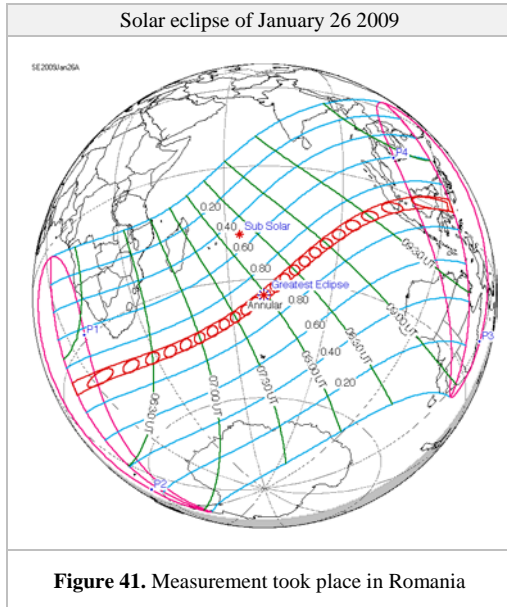 Solar eclipse of January 26 2009
SE2009Jan26A
P4
0.20
0.40
Sub Solar
0.60
0.80
Greatest Eclipse
Annular
0.80
0.60
0.40
0.20
P1
P2
P3
06:30 UT
07:00 UT
07:30 UT
08:00 UT
08:30 UT
09:00 UT
09:30 UT
Figure 41. Measurement took place in Romania